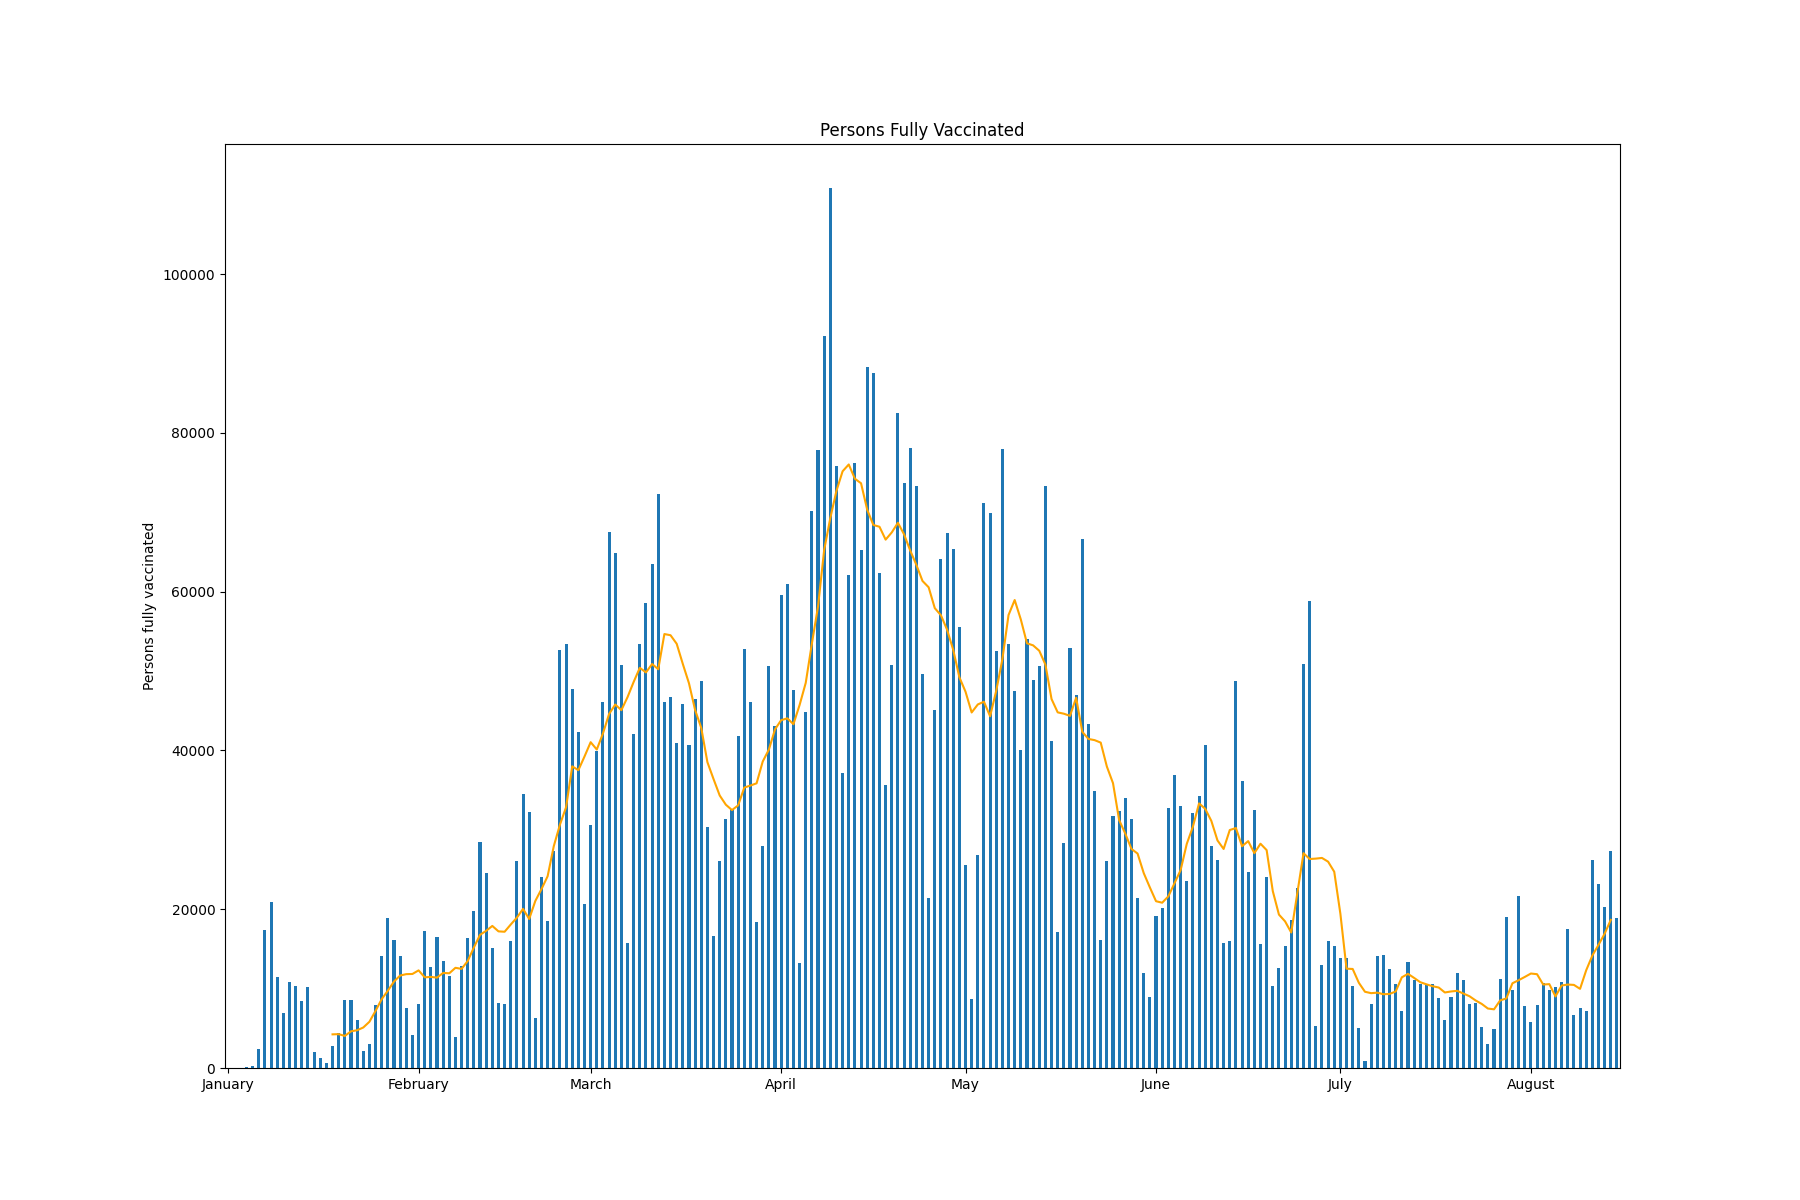 Persons Fully Vaccinated
Persons fully vaccinated
100000
80000
60000
40000
20000
0
January February March April May June July August